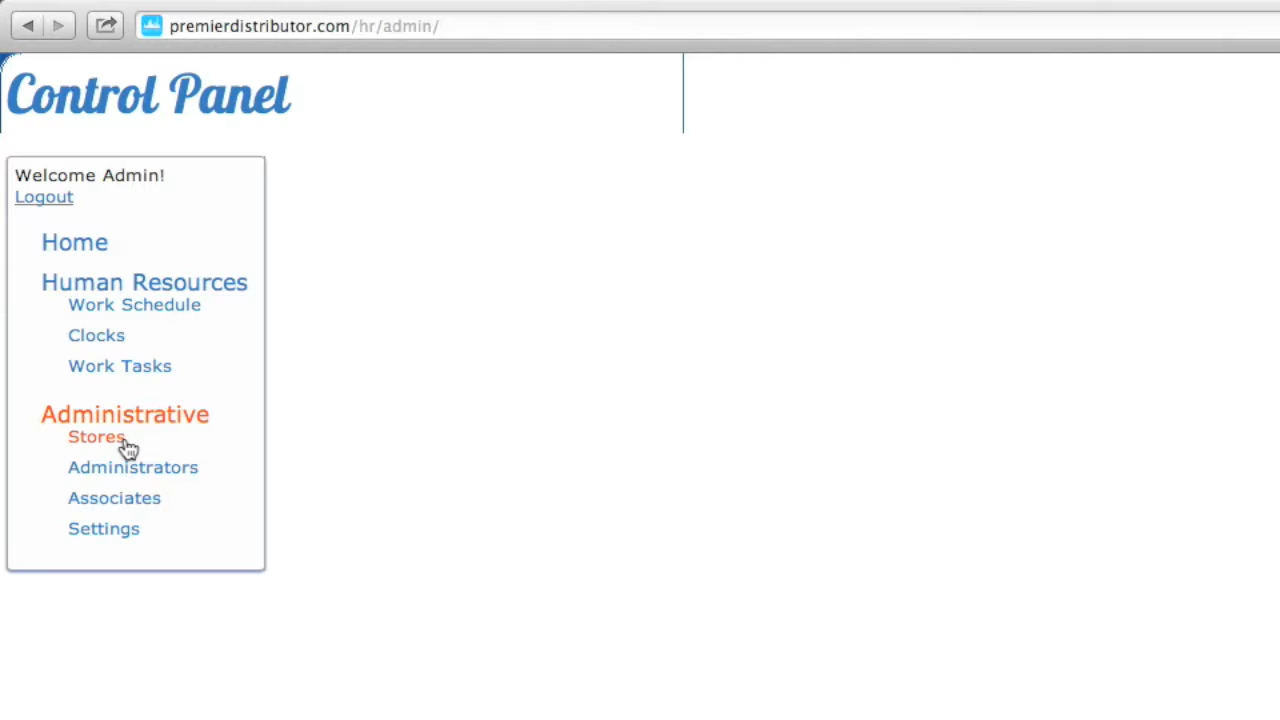 premierdistributor.com/hr/admin/
Control Panel
Welcome Admin!
Logout
Home
Human Resources
Work Schedule
Clocks
Work Tasks
Administrative
Stores
Administrators
Associates
Settings